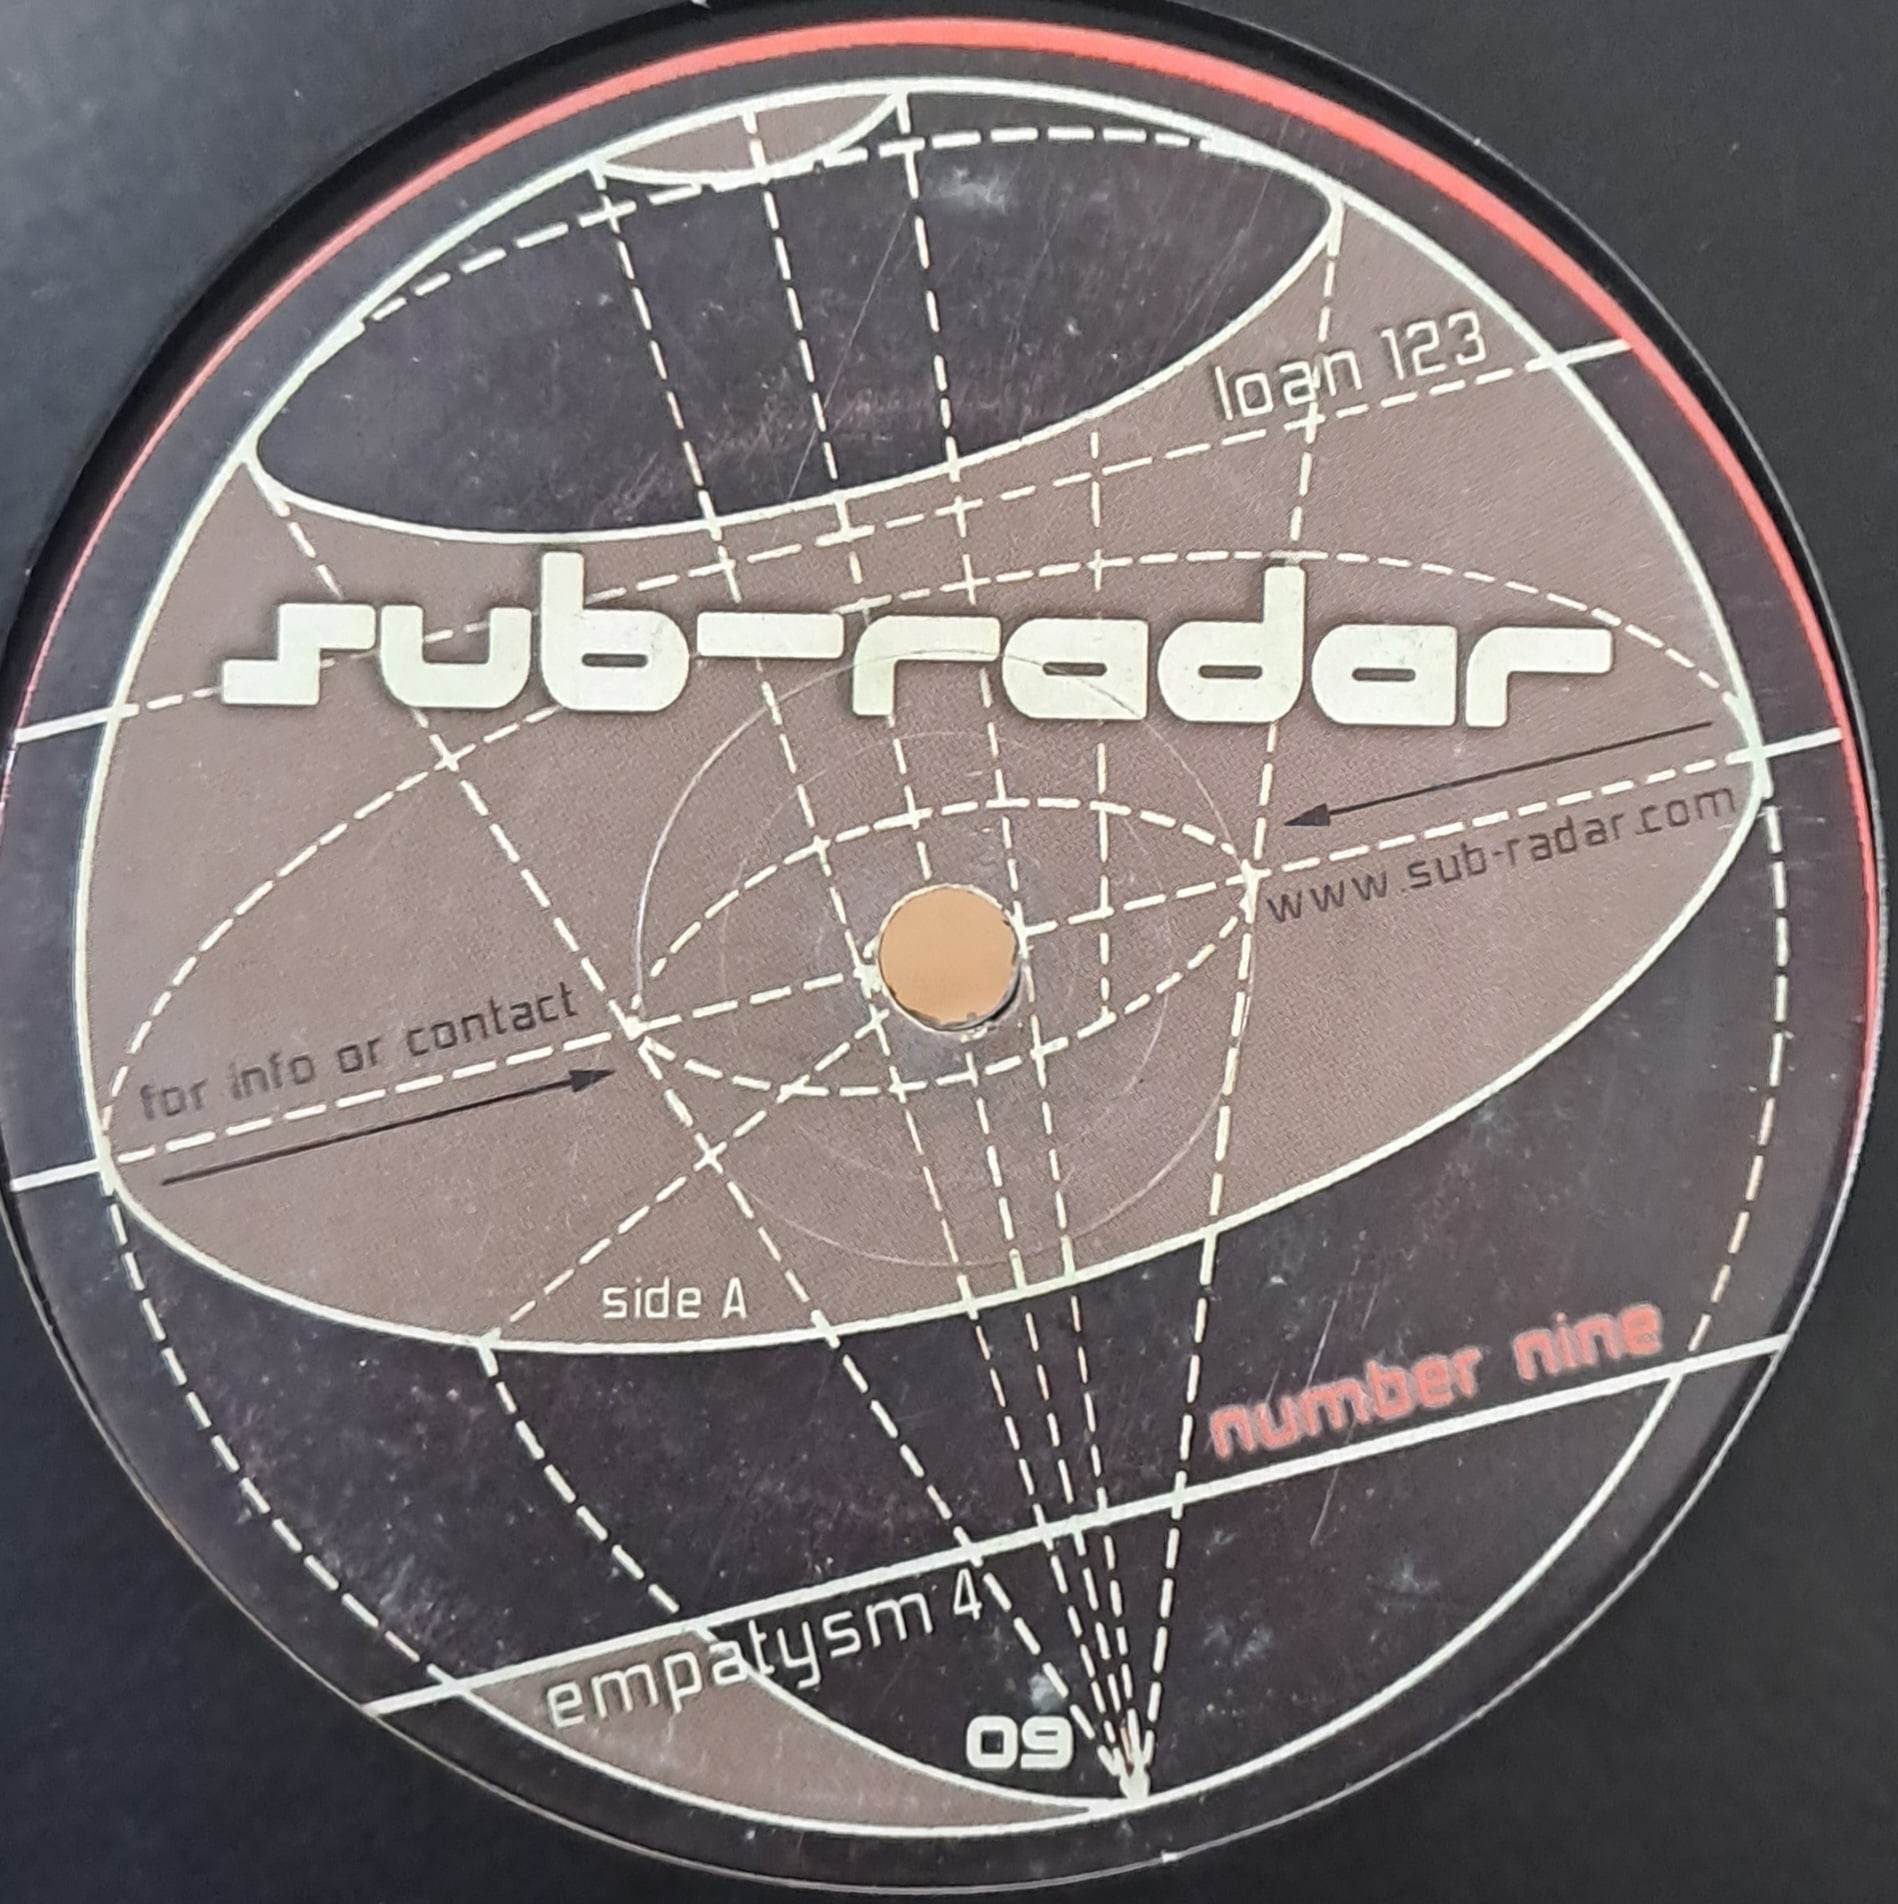 loan 123
sub-radar
www.sub-radar.com
for info or contact
side A
number nine
empatysm 4
09